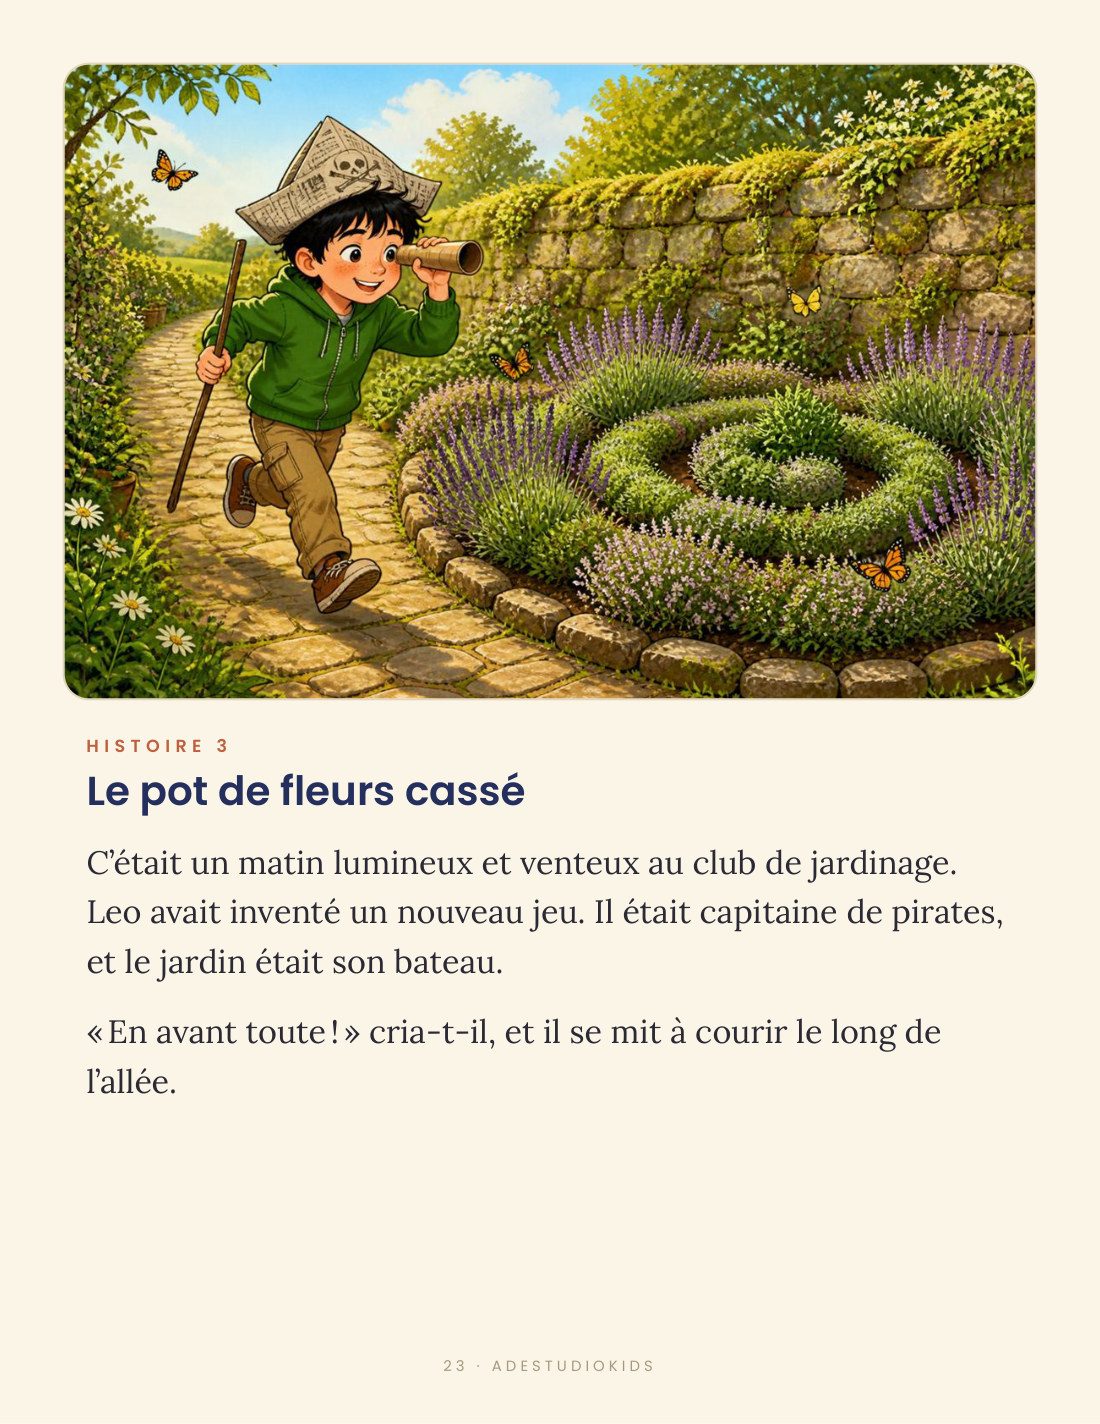 HISTOIRE 3
Le pot de fleurs cassé
C’était un matin lumineux et venteux au club de jardinage.
Leo avait inventé un nouveau jeu. Il était capitaine de pirates,
et le jardin était son bateau.
« En avant toute ! » cria-t-il, et il se mit à courir le long de
l’allée.
23 · ADESTUDIOKIDS